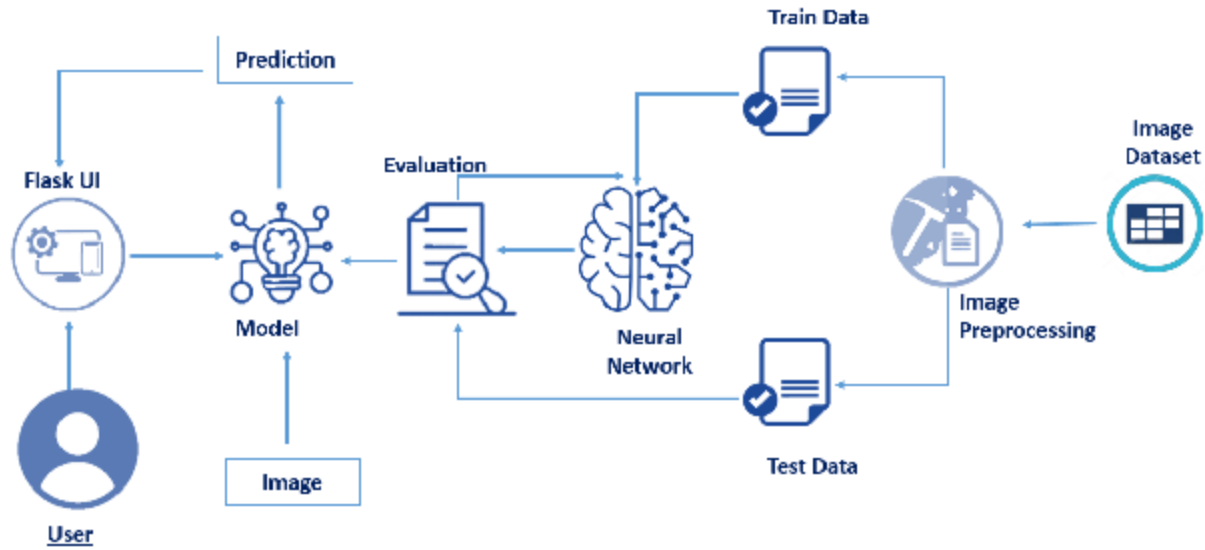 Train Data
Prediction
Image
Dataset
Evaluation
Flask UI
Image
Preprocessing
Model
Neural
Network
Test Data
Image
User